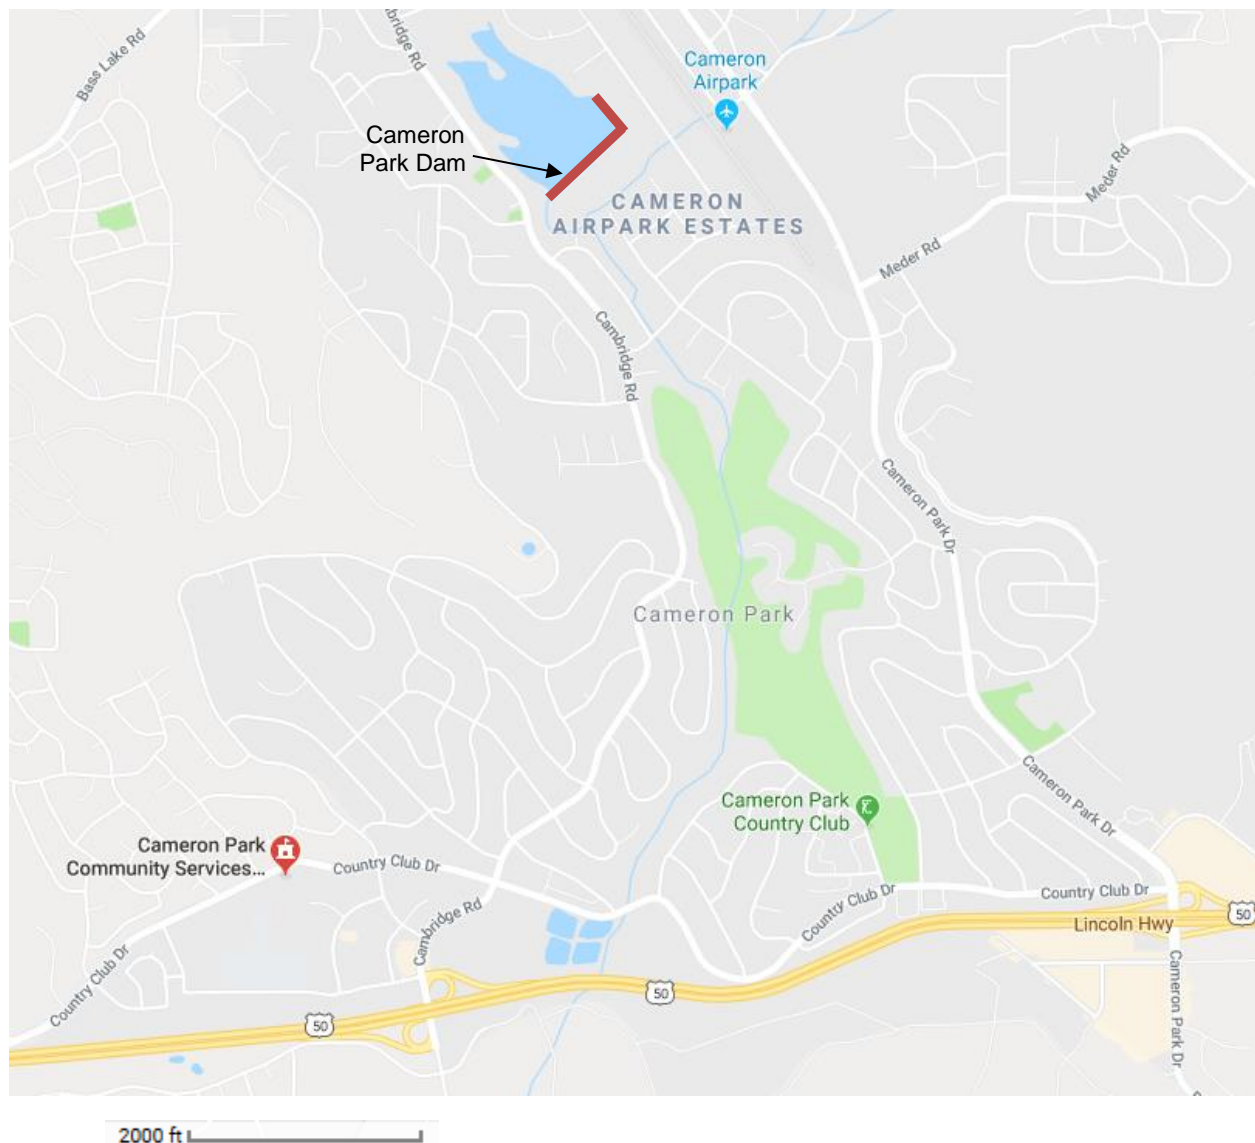 Bass Lake Rd
bridge Rd
Cameron
Airpark
Cameron
Park Dam
CAMERON
AIRPARK ESTATES
Meder Rd
Meder Rd
Cambridge Rd
Cameron Park Dr
Cameron Park
Cameron Park
Country Club
Cameron Park Dr
Cameron Park
Community Services...
Country Club Dr
Country Club Dr
Country Club Dr
Cambridge Rd
Lincoln Hwy
50
Country Club Dr
50
50
Cameron Park Dr
2000 ft